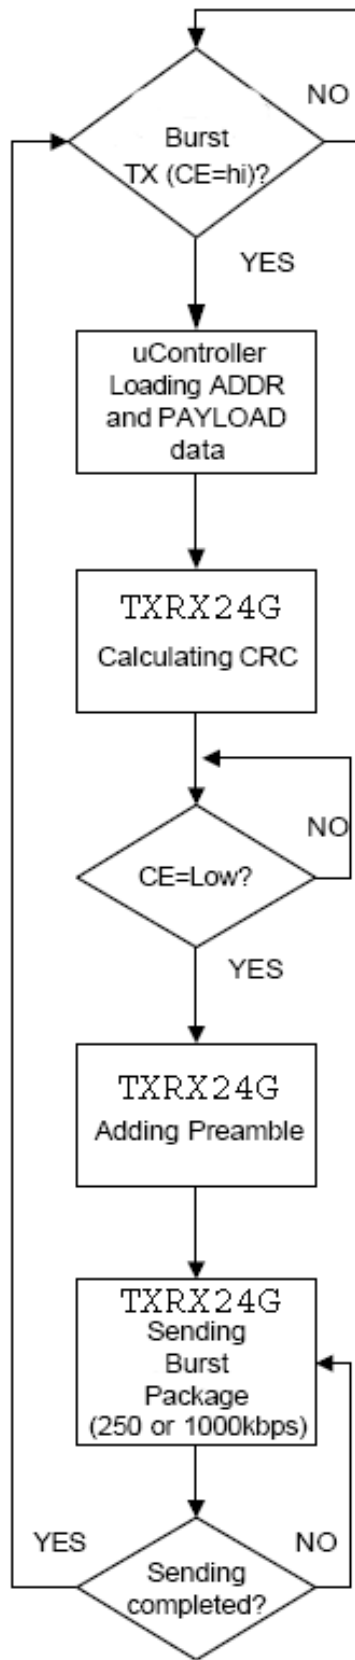 NO
Burst
TX (CE=hi)?
YES
uController
Loading ADDR
and PAYLOAD
data
TXRX24G
Calculating CRC
NO
CE=Low?
YES
TXRX24G
Adding Preamble
TXRX24G
Sending
Burst
Package
(250 or 1000kbps)
YES
NO
Sending
completed?